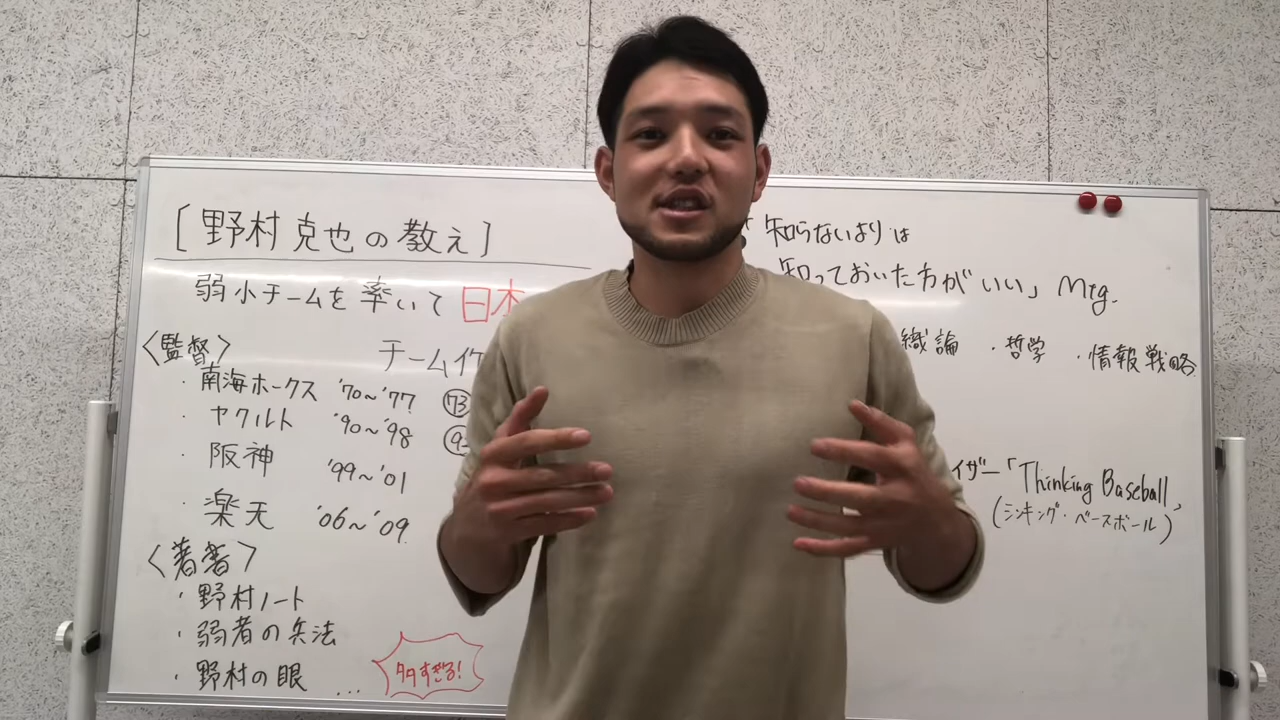 [野村克也の教え]
弱小チームを率いて日本
チーム作
〈監督〉
・南海ホークス '70～'77 73
・ヤクルト '90～'98
・阪神 '99～'01
・楽天 '06～'09
〈著書〉
・野村ノート
・弱者の兵法
・野村の眼 ...
多すぎる!
「知らないよりは
知っておいた方がいい」Mtg.
織論 ・哲学 ・情報戦略
イザー「Thinking Baseball」
(シンキング・ベースボール)